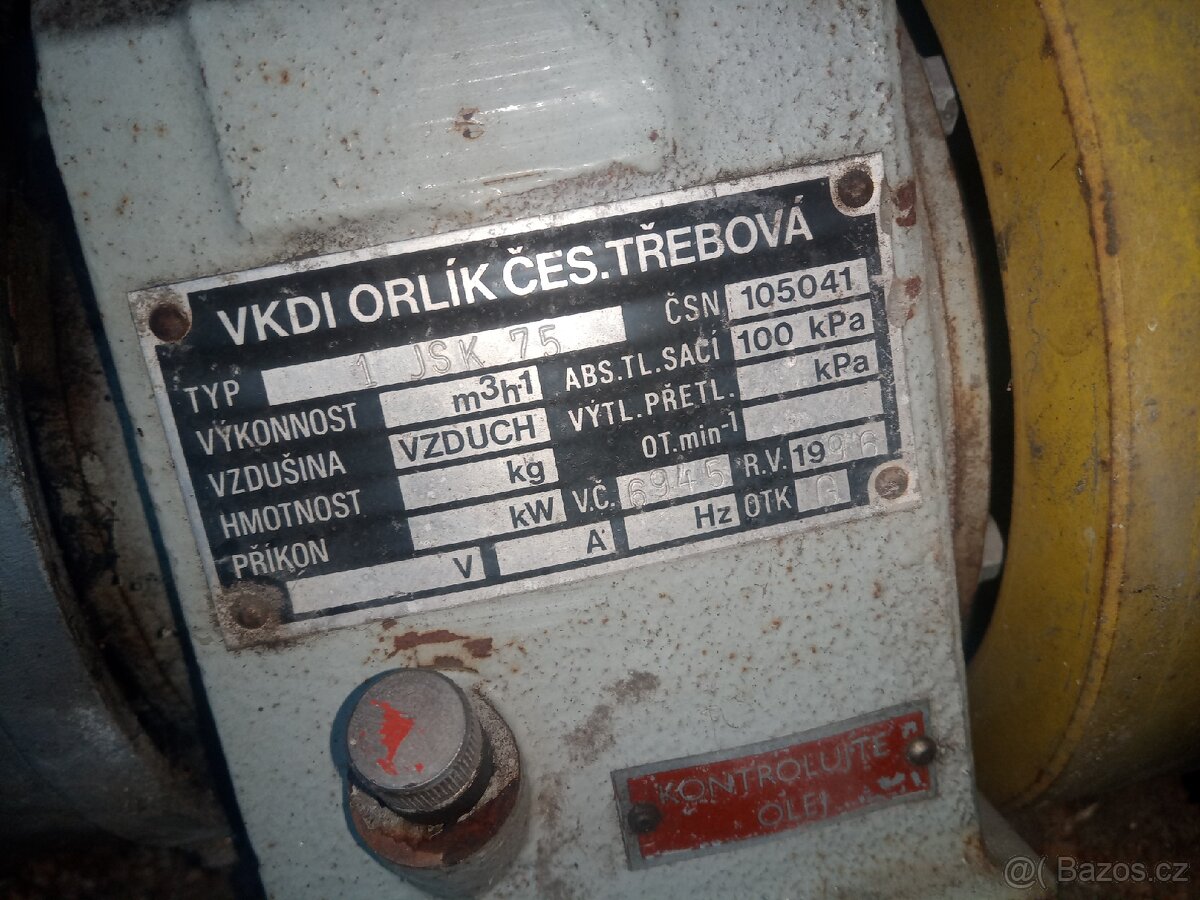 VKDI ORLÍK ČES.TŘEBOVÁ
TYP 1 JSK 75 ČSN 105041
VÝKONNOST m³h-1 ABS.TL.SACÍ 100 kPa
VZDUŠINA VZDUCH VÝTL.PŘETL. kPa
HMOTNOST kg OT.min-1
PŘÍKON kW V.Č. 6945 R.V. 1996
V A Hz OTK
KONTROLUJTE
OLEJ
@( Bazos.cz